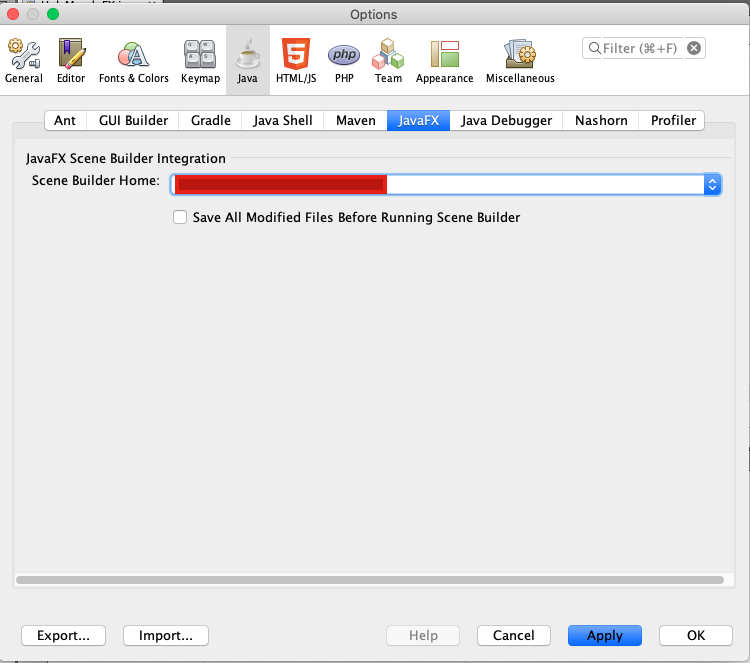 Options
General
Editor
Fonts & Colors
Keymap
Java
HTML/JS
PHP
Team
Appearance
Miscellaneous
Filter (⌘+F)
Ant
GUI Builder
Gradle
Java Shell
Maven
JavaFX
Java Debugger
Nashorn
Profiler
JavaFX Scene Builder Integration
Scene Builder Home:
Save All Modified Files Before Running Scene Builder
Export...
Import...
Help
Cancel
Apply
OK